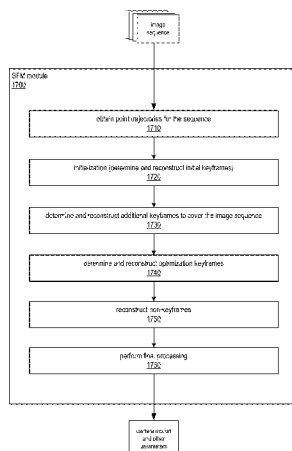 image
sequence
SFM module
1700
obtain point trajectories for the sequence
1710
initialization (determine and reconstruct initial keyframes)
1720
determine and reconstruct additional keyframes to cover the image sequence
1730
determine and reconstruct optimization keyframes
1740
reconstruct non-keyframes
1750
perform final processing
1760
camera motion
and other
parameters